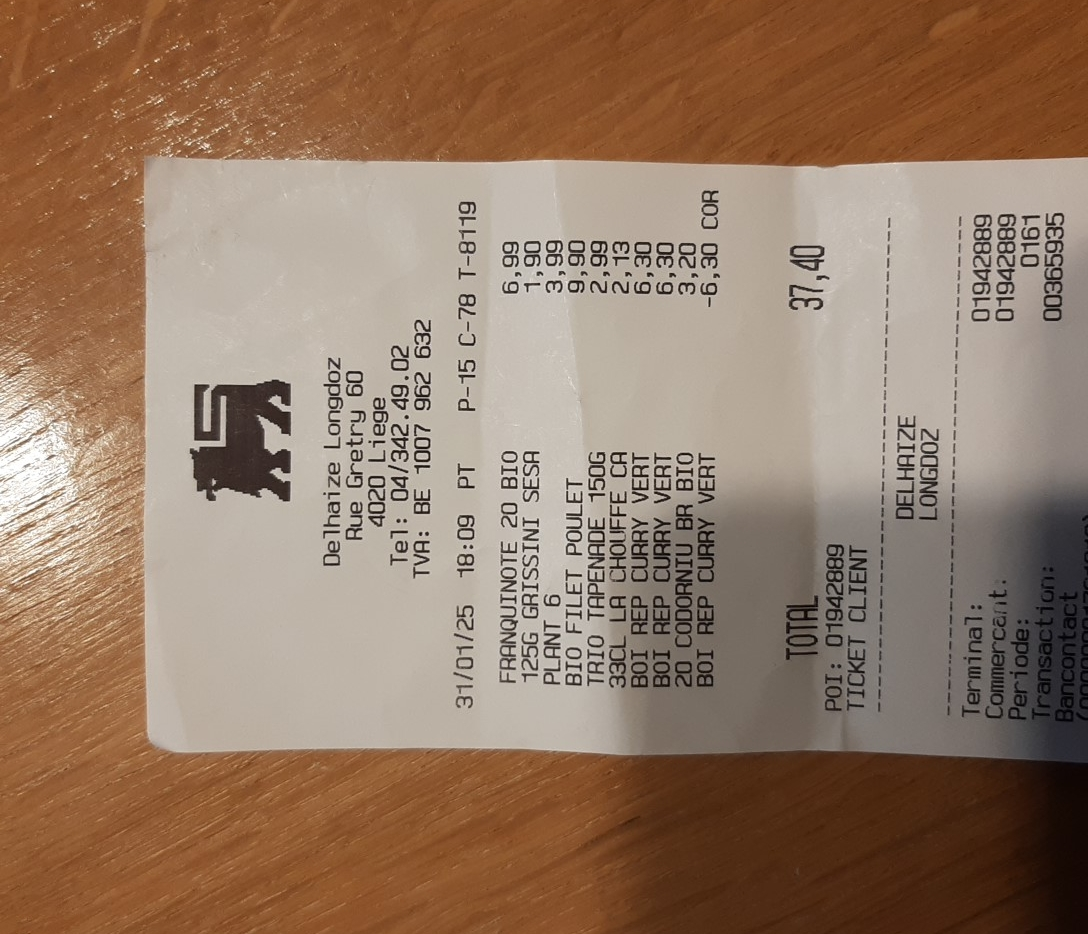 Delhaize Longdoz
Rue Gretry 60
4020 Liege
Tel: 04/342.49.02
TVA: BE 1007 962 632
31/01/25 18:09 PT P-15 C-78 T-8119
FRANQUINOTE 20 BIO 6,99
125G GRISSINI SESA 1,90
PLANT 6 3,99
BIO FILET POULET 9,90
TRIO TAPENADE 150G 2,99
33CL LA CHOUFFE CA 2,13
BOI REP CURRY VERT 6,30
BOI REP CURRY VERT 6,30
20 CODORNIU BR BIO 3,20
BOI REP CURRY VERT -6,30 COR
TOTAL 37,40
POI: 01942889
TICKET CLIENT
DELHAIZE
LONGDOZ
Terminal: 01942889
Commercant: 01942889
Periode: 0161
Transaction: 00365935
Bancontact